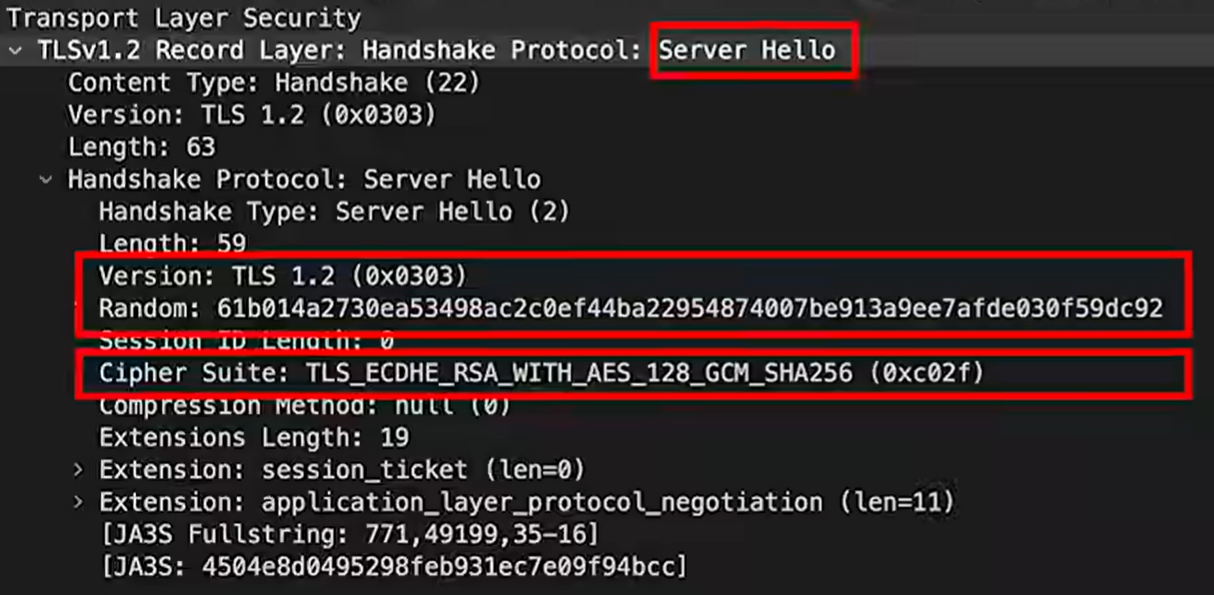 Transport Layer Security
TLSv1.2 Record Layer: Handshake Protocol: Server Hello
Content Type: Handshake (22)
Version: TLS 1.2 (0x0303)
Length: 63
Handshake Protocol: Server Hello
Handshake Type: Server Hello (2)
Length: 59
Version: TLS 1.2 (0x0303)
Random: 61b014a2730ea53498ac2c0ef44ba22954874007be913a9ee7afde030f59dc92
Session ID Length: 0
Cipher Suite: TLS_ECDHE_RSA_WITH_AES_128_GCM_SHA256 (0xc02f)
Compression Method: null (0)
Extensions Length: 19
Extension: session_ticket (len=0)
Extension: application_layer_protocol_negotiation (len=11)
[JA3S Fullstring: 771,49199,35-16]
[JA3S: 4504e8d0495298feb931ec7e09f94bcc]